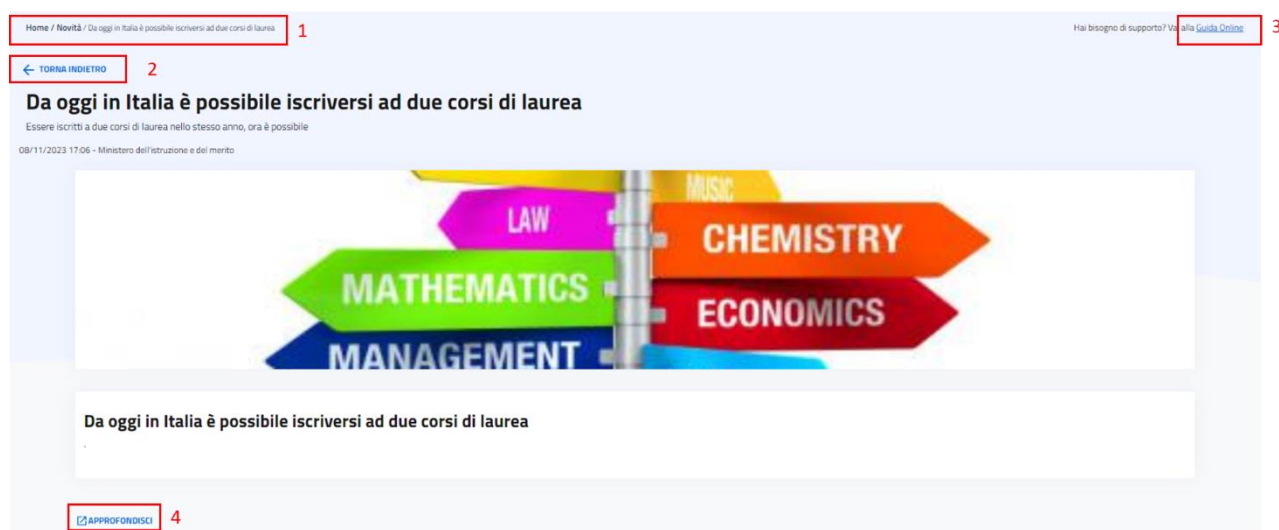 Home / Novità / Da oggi in Italia è possibile iscriversi ad due corsi di laurea
1
Hai bisogno di supporto? Vai alla Guida Online
3
← TORNA INDIETRO
2
Da oggi in Italia è possibile iscriversi ad due corsi di laurea
Essere iscritti a due corsi di laurea nello stesso anno, ora è possibile
08/11/2023 17:06 - Ministero dell'istruzione e del merito
MUSIC
LAW
CHEMISTRY
MATHEMATICS
ECONOMICS
MANAGEMENT
Da oggi in Italia è possibile iscriversi ad due corsi di laurea
.
APPROFONDISCI
4